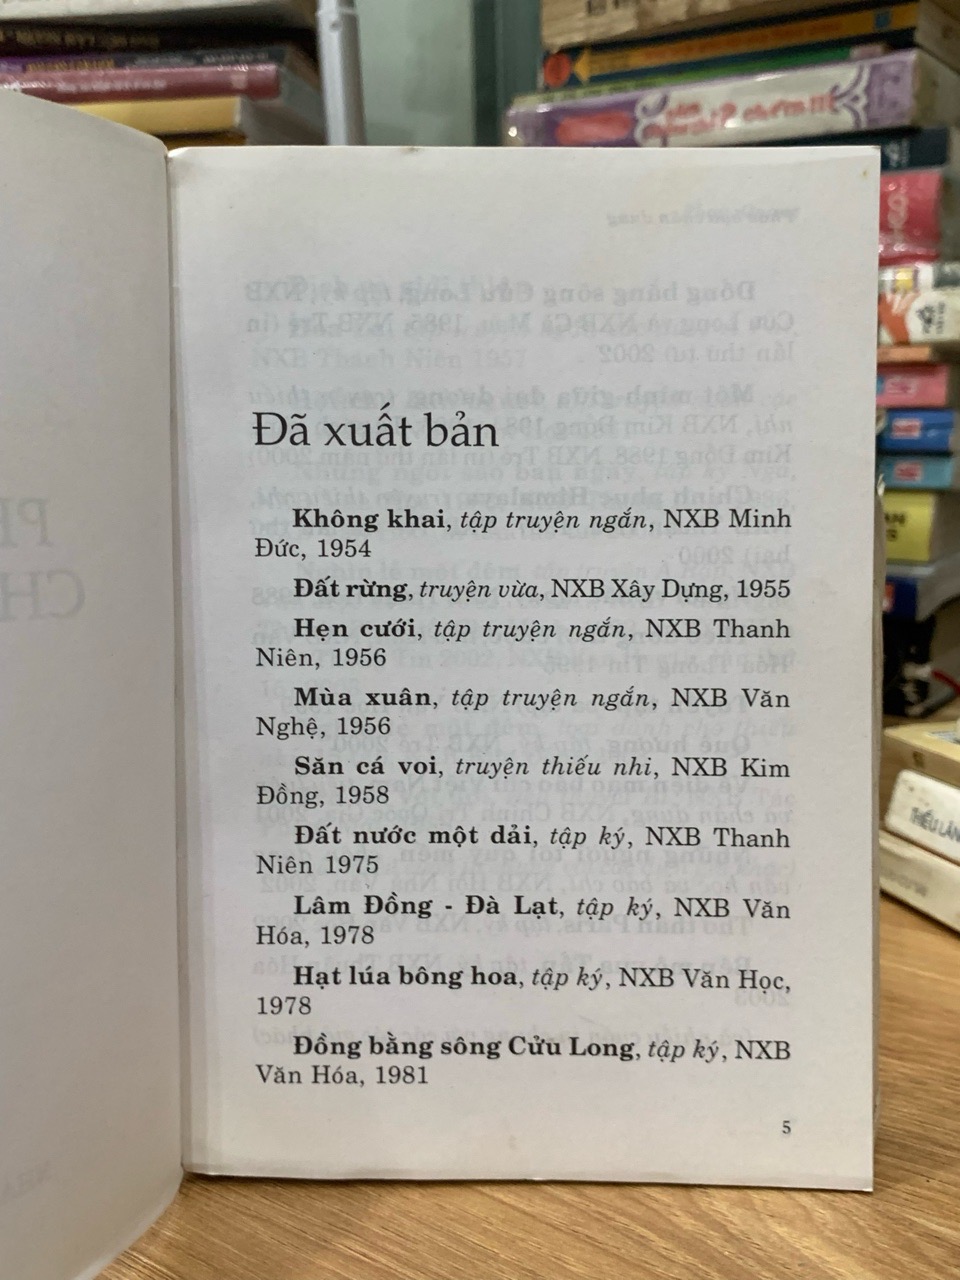 Đã xuất bản
Không khai, tập truyện ngắn, NXB Minh
Đức, 1954
Đất rừng, truyện vừa, NXB Xây Dựng, 1955
Hẹn cưới, tập truyện ngắn, NXB Thanh
Niên, 1956
Mùa xuân, tập truyện ngắn, NXB Văn
Nghệ, 1956
Săn cá voi, truyện thiếu nhi, NXB Kim
Đồng, 1958
Đất nước một dải, tập ký, NXB Thanh
Niên 1975
Lâm Đồng - Đà Lạt, tập ký, NXB Văn
Hóa, 1978
Hạt lúa bông hoa, tập ký, NXB Văn Học,
1978
Đồng bằng sông Cửu Long, tập ký, NXB
Văn Hóa, 1981
5